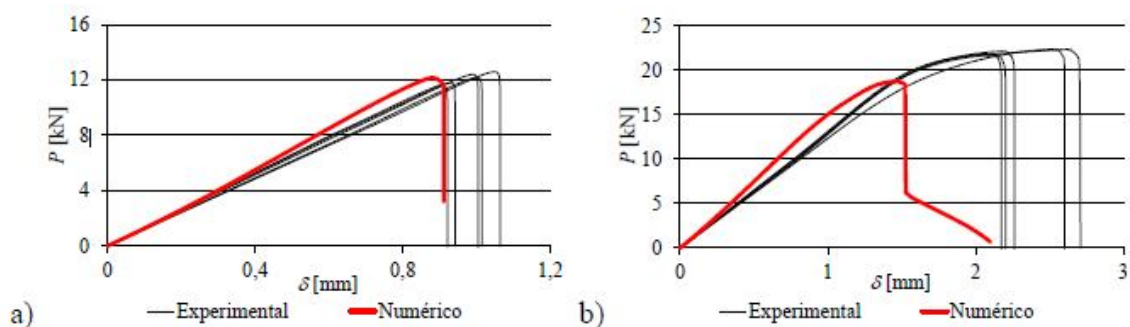 16
12
8
4
0
P [kN]
0 0,4 0,8 1,2
δ [mm]
a) Experimental Numérico
25
20
15
10
5
0
P [kN]
0 1 2 3
δ [mm]
b) Experimental Numérico